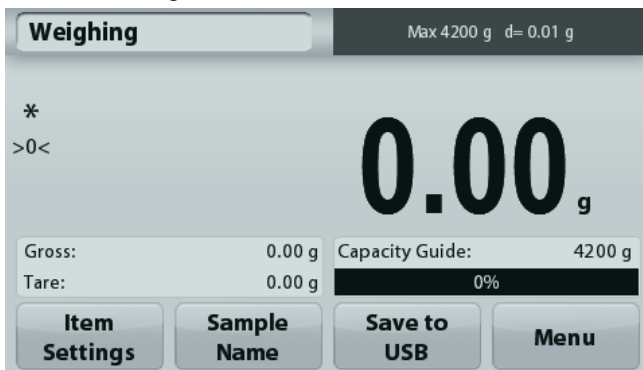 Weighing
Max 4200 g d= 0.01 g
*
>0<
0.00 g
Gross: 0.00 g
Tare: 0.00 g
Capacity Guide: 4200 g
0%
Item Settings
Sample Name
Save to USB
Menu